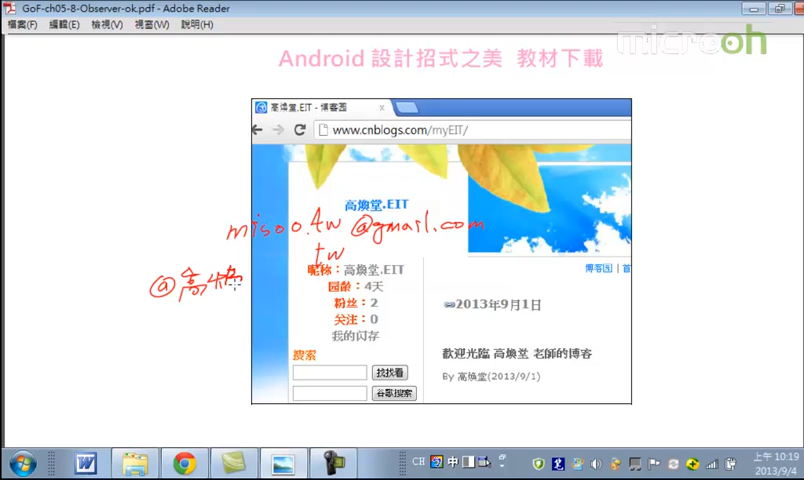 GoF-ch05-8-Observer-ok.pdf - Adobe Reader
檔案(F) 編輯(E) 檢視(V) 視窗(W) 說明(H)
microoh
Android 設計招式之美 教材下載
高煥堂.EIT - 博客园
www.cnblogs.com/myEIT/
高煥堂.EIT
misoo.tw@gmail.com
tw
@高煥
昵称：高煥堂.EIT
园龄：4天
粉丝：2
关注：0
我的闪存
搜索
找找看
谷歌搜索
博客园 | 首
2013年9月1日
歡迎光臨 高煥堂 老師的博客
By 高煥堂(2013/9/1)
CH 中
上午 10:19
2013/9/4